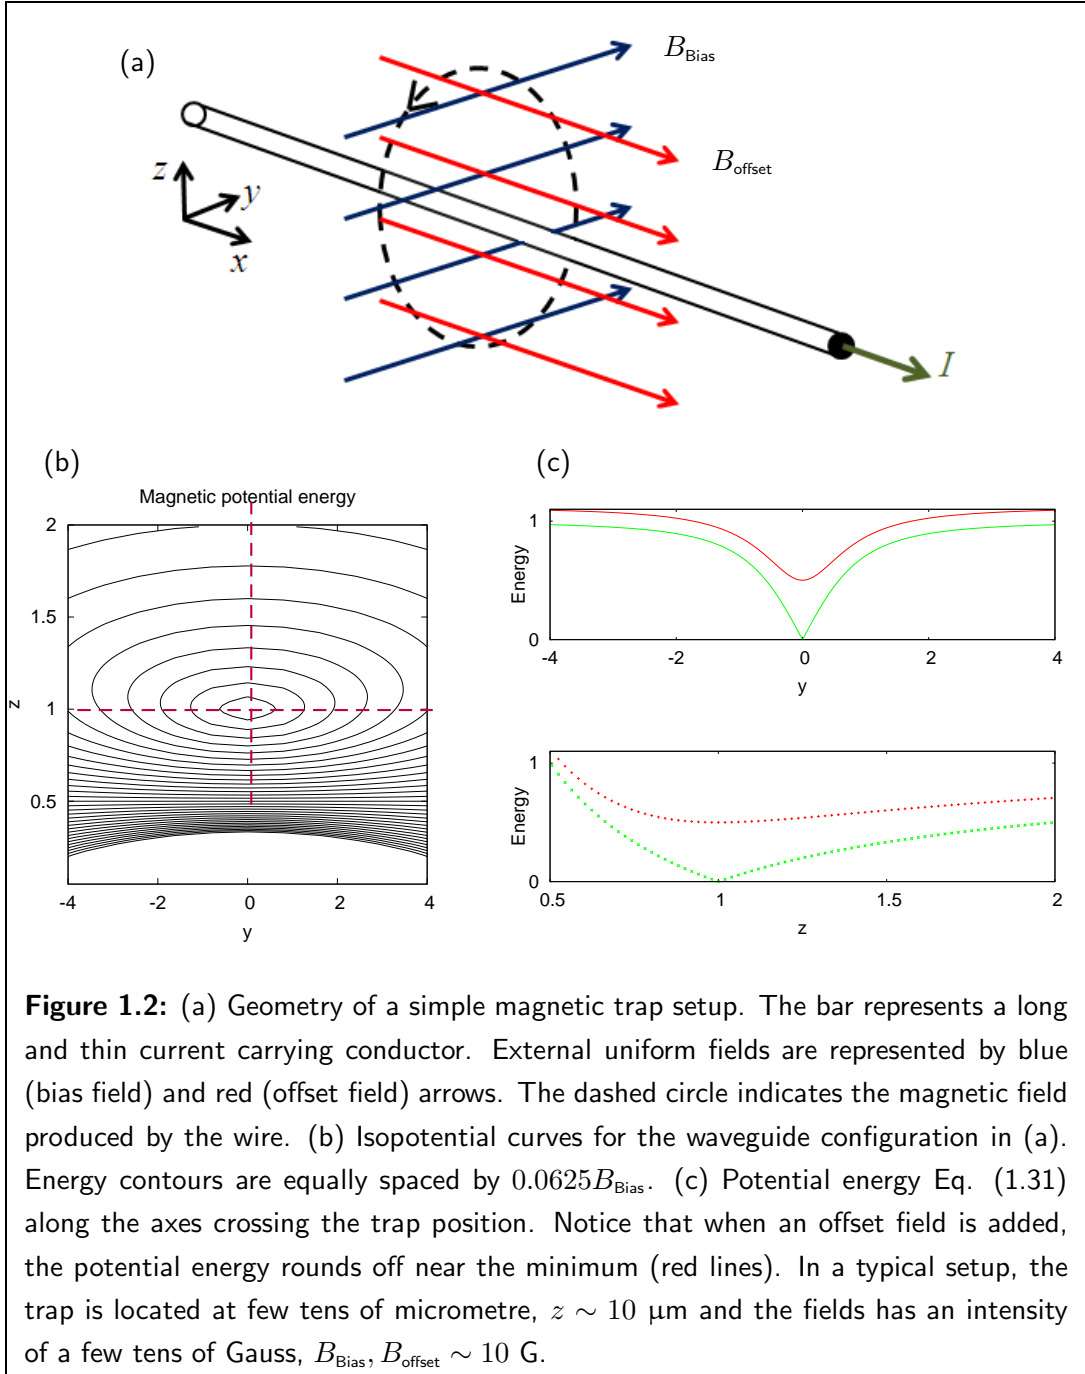 (a)
B_Bias
B_offset
z
y
x
I
(b)
(c)
Magnetic potential energy
2
1.5
1
0.5
z
-4
-2
0
2
4
y
1
0
Energy
-4
-2
0
2
4
y
1
0
Energy
0.5
1
1.5
2
z
Figure 1.2: (a) Geometry of a simple magnetic trap setup. The bar represents a long
and thin current carrying conductor. External uniform fields are represented by blue
(bias field) and red (offset field) arrows. The dashed circle indicates the magnetic field
produced by the wire. (b) Isopotential curves for the waveguide configuration in (a).
Energy contours are equally spaced by 0.0625B_Bias. (c) Potential energy Eq. (1.31)
along the axes crossing the trap position. Notice that when an offset field is added,
the potential energy rounds off near the minimum (red lines). In a typical setup, the
trap is located at few tens of micrometre, z ∼ 10 µm and the fields has an intensity
of a few tens of Gauss, B_Bias, B_offset ∼ 10 G.